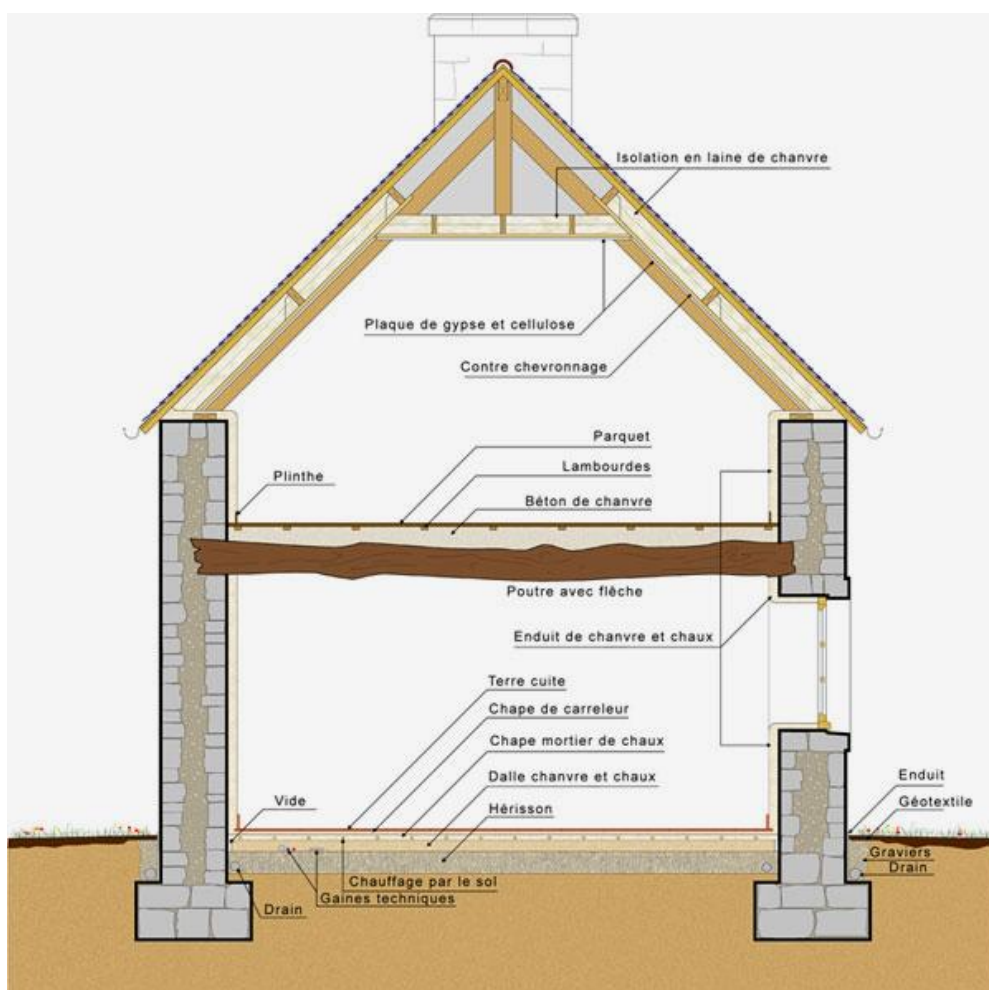 Isolation en laine de chanvre
Plaque de gypse et cellulose
Contre chevronnage
Parquet
Lambourdes
Plinthe
Béton de chanvre
Poutre avec flèche
Enduit de chanvre et chaux
Terre cuite
Chape de carreleur
Chape mortier de chaux
Dalle chanvre et chaux
Enduit
Vide
Hérisson
Géotextile
Graviers
Drain
Chauffage par le sol
Gaines techniques
Drain